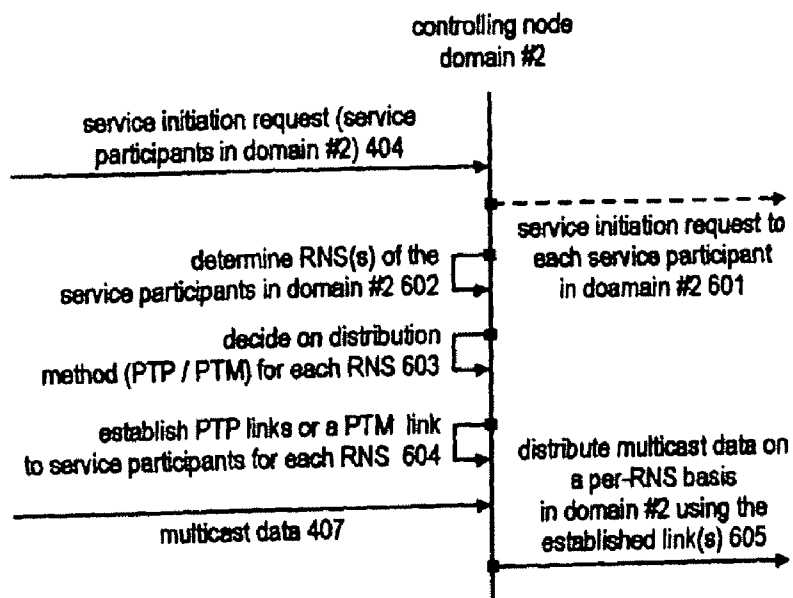 controlling node
domain #2
service initiation request (service
participants in domain #2) 404
service initiation request to
each service participant
in doamain #2 601
determine RNS(s) of the
service participants in domain #2 602
decide on distribution
method (PTP / PTM) for each RNS 603
establish PTP links or a PTM link
to service participants for each RNS 604
distribute multicast data on
a per-RNS basis
in domain #2 using the
established link(s) 605
multicast data 407